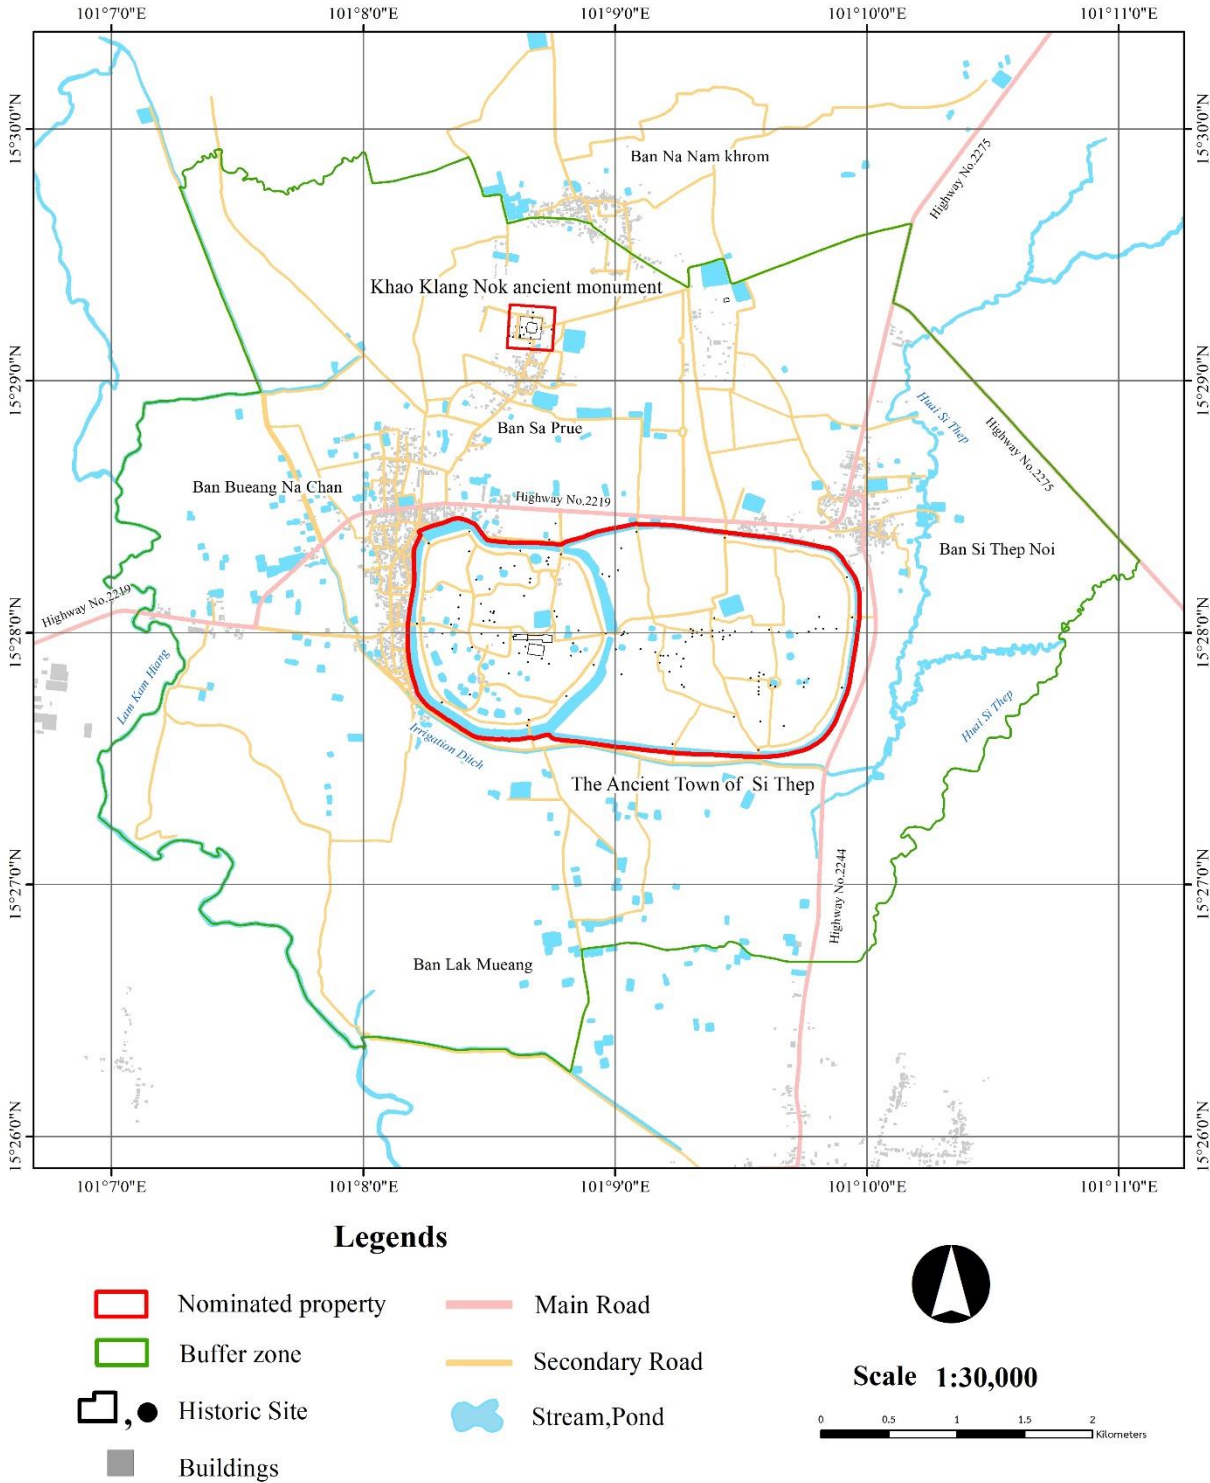 101°7'0"E 101°8'0"E 101°9'0"E 101°10'0"E 101°11'0"E
15°30'0"N 15°30'0"N
Ban Na Nam khrom
Highway No.2275
Khao Klang Nok ancient monument
15°29'0"N 15°29'0"N
Huai Si Thep
Ban Sa Prue
Highway No.2275
Ban Bueang Na Chan
Highway No.2219
Ban Si Thep Noi
Highway No.2219
15°28'0"N 15°28'0"N
Lam Kam Hiang
Huai Si Thep
Irrigation Ditch
The Ancient Town of Si Thep
15°27'0"N 15°27'0"N
Highway No.2244
Ban Lak Mueang
15°26'0"N 15°26'0"N
101°7'0"E 101°8'0"E 101°9'0"E 101°10'0"E 101°11'0"E
Legends
Nominated property
Buffer zone
, Historic Site
Buildings
Main Road
Secondary Road
Stream,Pond
Scale 1:30,000
0 0.5 1 1.5 2
Kilometers